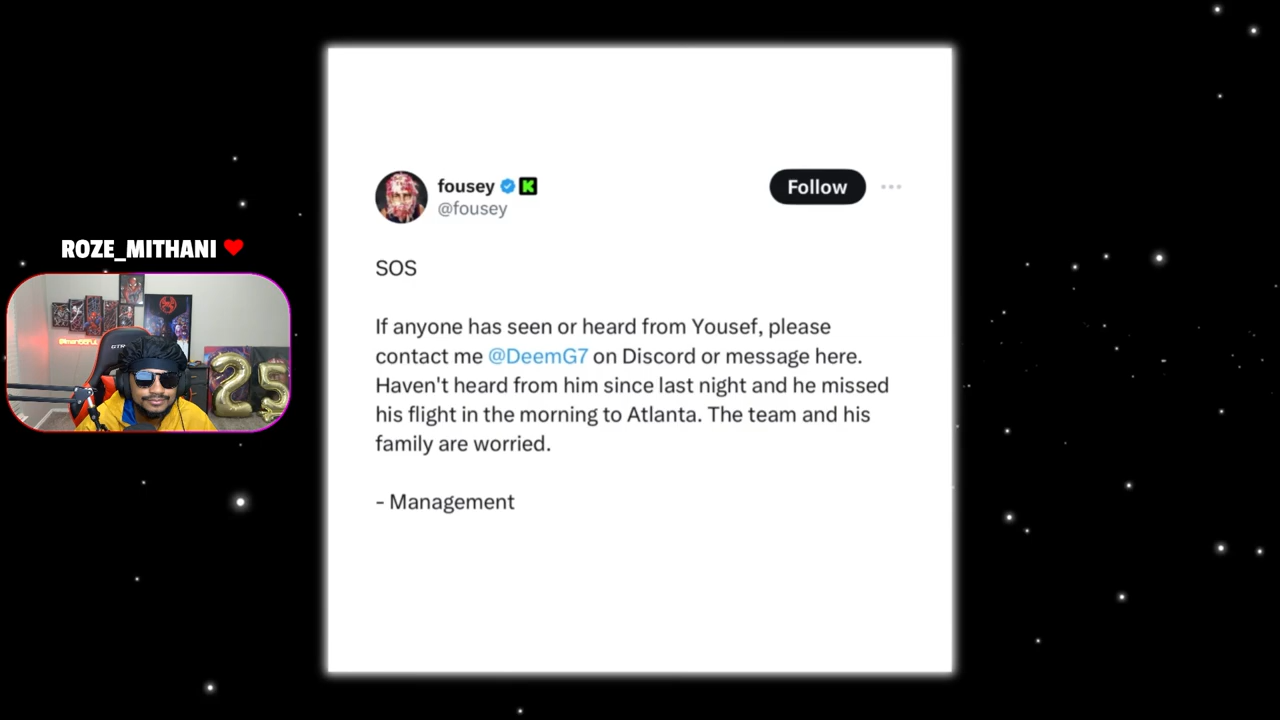 fousey
@fousey
Follow
SOS
If anyone has seen or heard from Yousef, please
contact me @DeemG7 on Discord or message here.
Haven't heard from him since last night and he missed
his flight in the morning to Atlanta. The team and his
family are worried.
- Management
ROZE_MITHANI
GTR
25